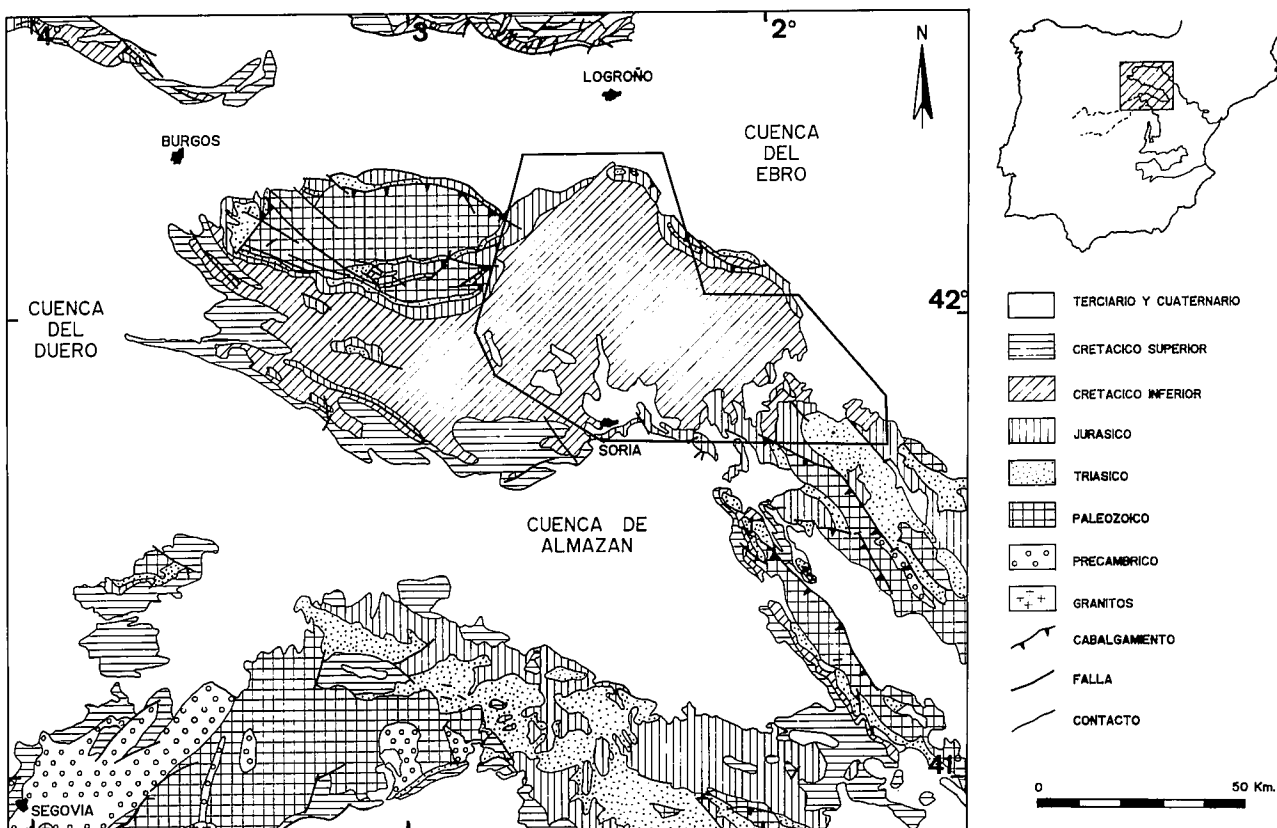 4
3
2°
N
LOGROÑO
BURGOS
CUENCA
DEL
EBRO
42°
CUENCA
DEL
DUERO
SORIA
CUENCA DE
ALMAZAN
41°
SEGOVIA
TERCIARIO Y CUATERNARIO
CRETACICO SUPERIOR
CRETACICO INFERIOR
JURASICO
TRIASICO
PALEOZOICO
PRECAMBRICO
GRANITOS
CABALGAMIENTO
FALLA
CONTACTO
0 50 Km.